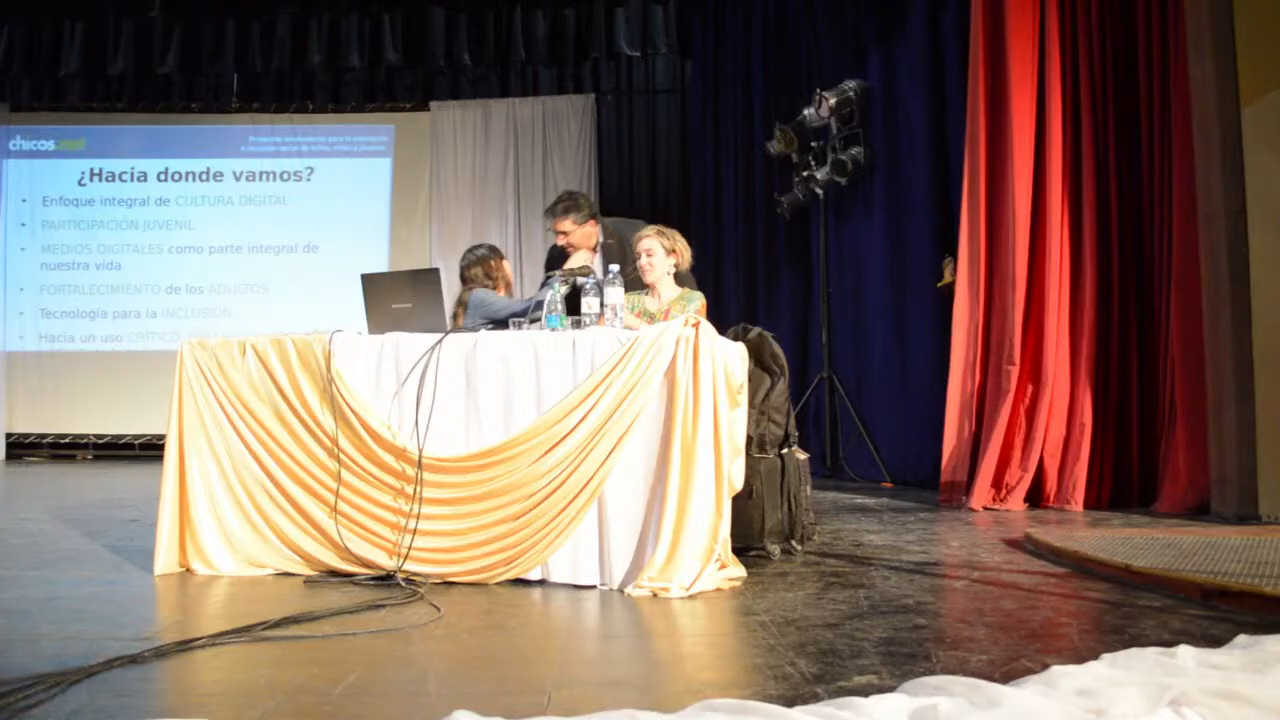 chicos.net
¿Hacia donde vamos?
• Enfoque integral de CULTURA DIGITAL
• PARTICIPACIÓN JUVENIL
• MEDIOS DIGITALES como parte integral de
nuestra vida
• FORTALECIMIENTO de los ADULTOS
• Tecnología para la INCLUSIÓN
• Hacia un uso CRÍTICO